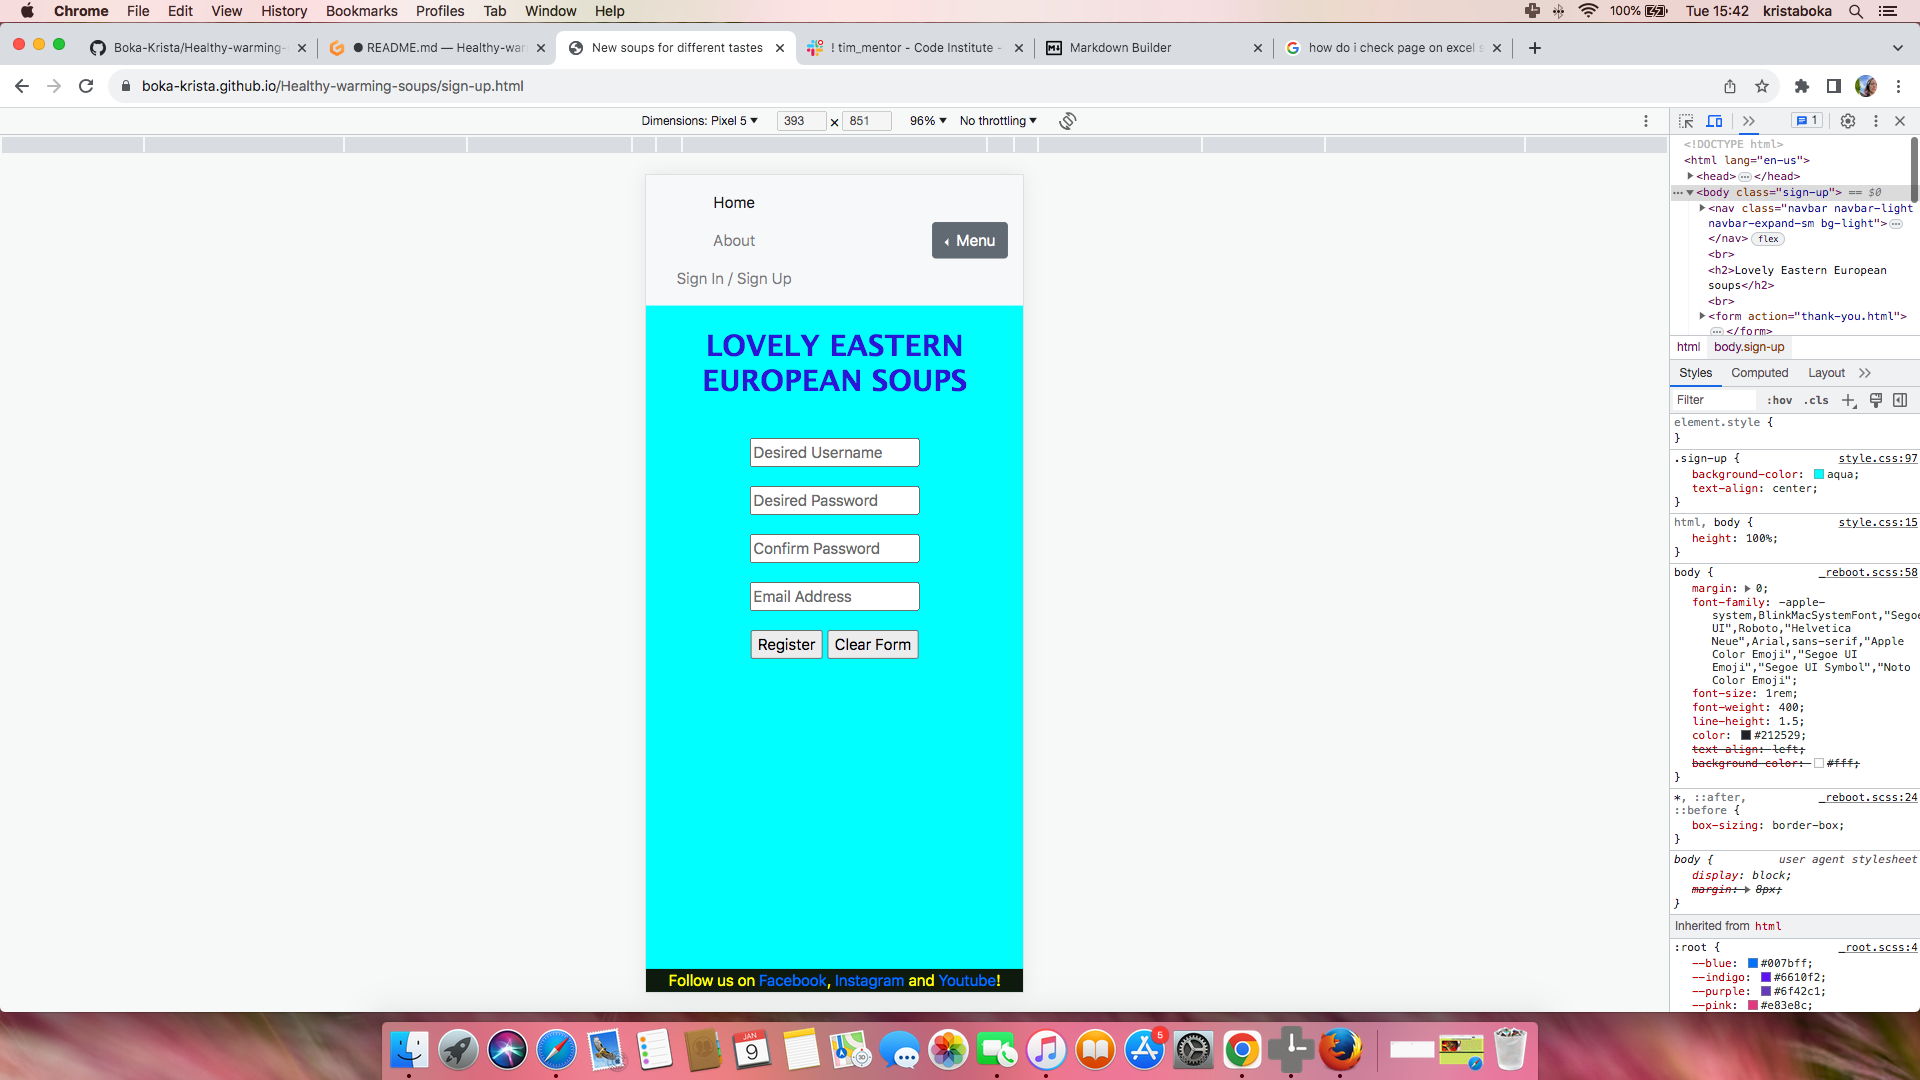 Chrome File Edit View History Bookmarks Profiles Tab Window Help 100% Tue 15:42 kristaboka
Boka-Krista/Healthy-warming- README.md — Healthy-war New soups for different tastes ! tim_mentor - Code Institute - Markdown Builder how do i check page on excel s
boka-krista.github.io/Healthy-warming-soups/sign-up.html
Dimensions: Pixel 5 393 × 851 96% No throttling 1
<!DOCTYPE html>
<html lang="en-us">
<head> … </head>
… <body class="sign-up"> == $0
<nav class="navbar navbar-light
navbar-expand-sm bg-light"> …
</nav> flex
<br>
<h2>Lovely Eastern European
soups</h2>
<br>
<form action="thank-you.html">
… </form>
html body.sign-up
Styles Computed Layout
Filter :hov .cls
element.style {
}
.sign-up { style.css:97
background-color: aqua;
text-align: center;
}
html, body { style.css:15
height: 100%;
}
body { _reboot.scss:58
margin: 0;
font-family: -apple-
system,BlinkMacSystemFont,"Segoe
UI",Roboto,"Helvetica
Neue",Arial,sans-serif,"Apple
Color Emoji","Segoe UI
Emoji","Segoe UI Symbol","Noto
Color Emoji";
font-size: 1rem;
font-weight: 400;
line-height: 1.5;
color: #212529;
text-align: left;
background-color: #fff;
}
*, ::after, _reboot.scss:24
::before {
box-sizing: border-box;
}
body { user agent stylesheet
display: block;
margin: 8px;
}
Inherited from html
:root { _root.scss:4
--blue: #007bff;
--indigo: #6610f2;
--purple: #6f42c1;
--pink: #e83e8c;
Home
About
Menu
Sign In / Sign Up
LOVELY EASTERN
EUROPEAN SOUPS
Desired Username
Desired Password
Confirm Password
Email Address
Register Clear Form
Follow us on Facebook, Instagram and Youtube!
JAN
9
3D
5